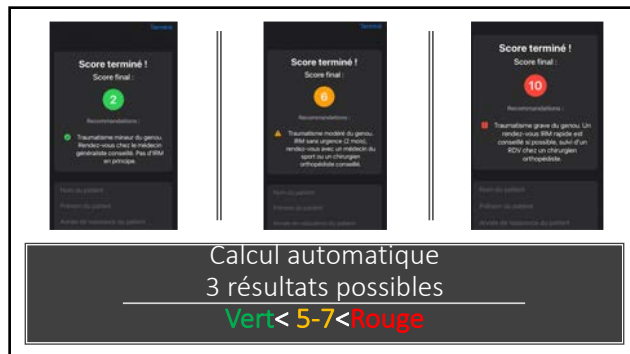 Terminé
Score terminé !
Score final :
2
Recommandations :
Traumatisme mineur du genou.
Rendez-vous chez le médecin
généraliste conseillé. Pas d'IRM
en principe.
Nom du patient
Prénom du patient
Année de naissance du patient
Terminé
Score terminé !
Score final :
6
Recommandations :
Traumatisme modéré du genou.
IRM sans urgence (2 mois),
rendez-vous avec un médecin du
sport ou un chirurgien
orthopédiste conseillé.
Nom du patient
Prénom du patient
Année de naissance du patient
Score terminé !
Score final :
10
Recommandations :
Traumatisme grave du genou. Un
rendez-vous IRM rapide est
conseillé si possible, suivi d'un
RDV chez un chirurgien
orthopédiste.
Nom du patient
Prénom du patient
Année de naissance du patient
Calcul automatique
3 résultats possibles
Vert< 5-7<Rouge